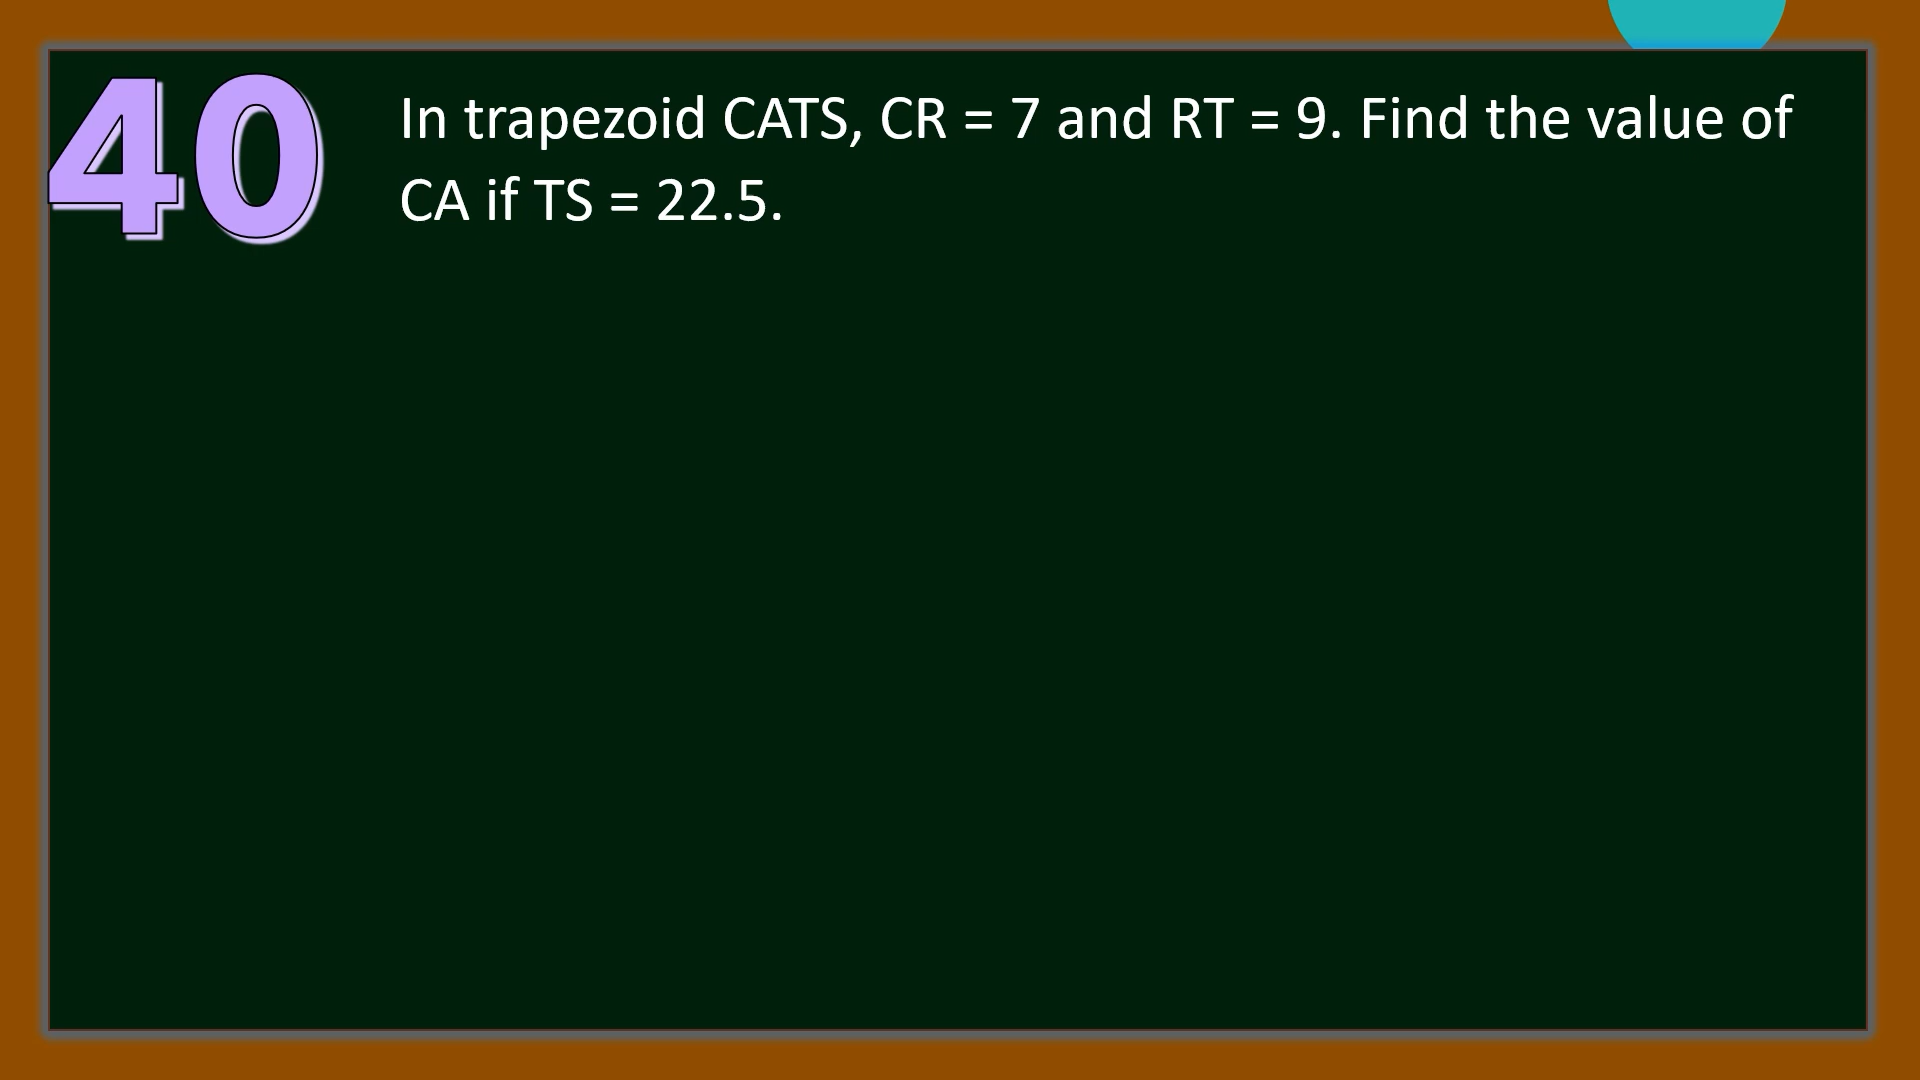 40
In trapezoid CATS, CR = 7 and RT = 9. Find the value of
CA if TS = 22.5.